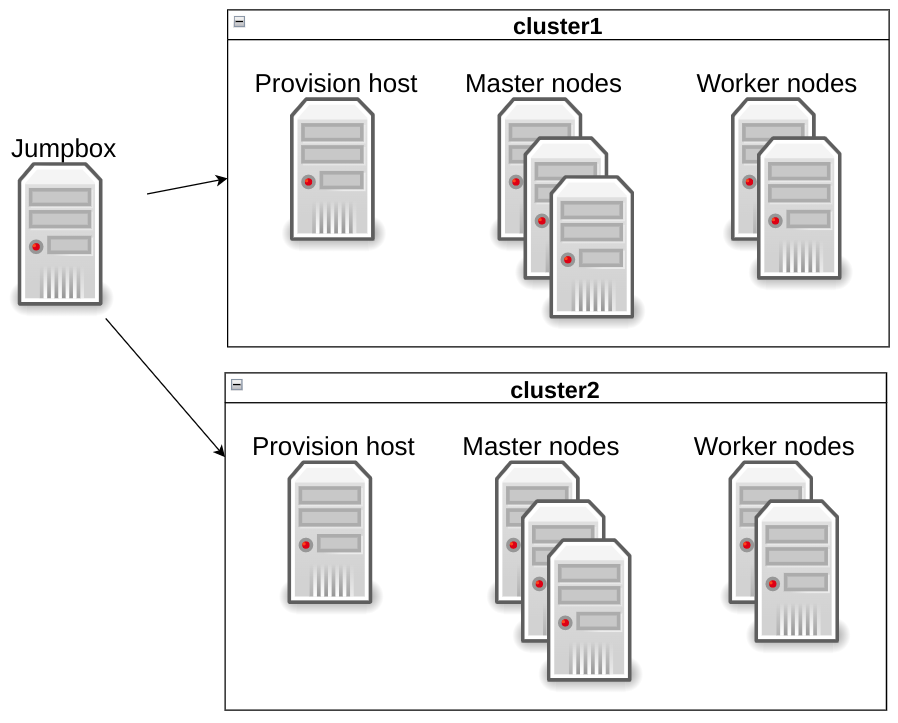 cluster1
Provision host
Master nodes
Worker nodes
Jumpbox
cluster2
Provision host
Master nodes
Worker nodes